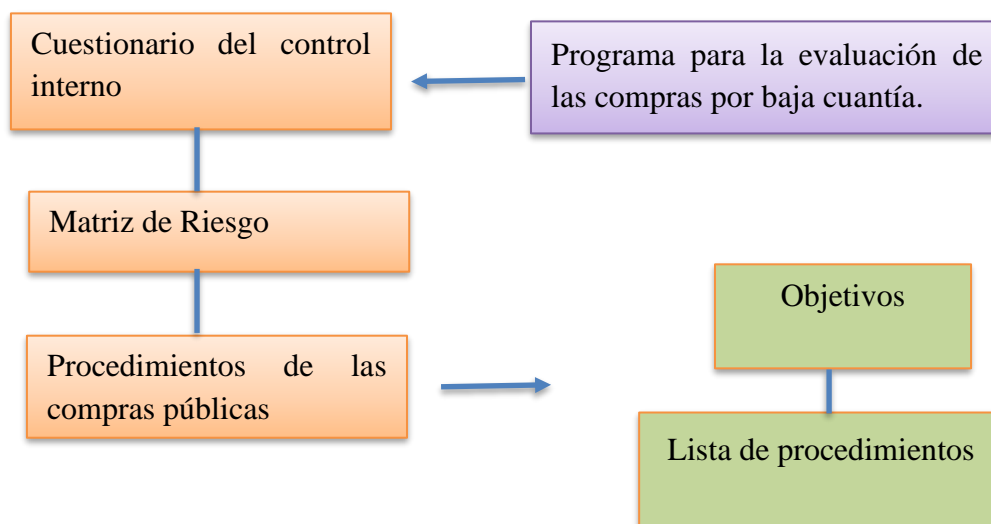 Cuestionario del control
interno
Programa para la evaluación de
las compras por baja cuantía.
Matriz de Riesgo
Procedimientos de las
compras públicas
Objetivos
Lista de procedimientos